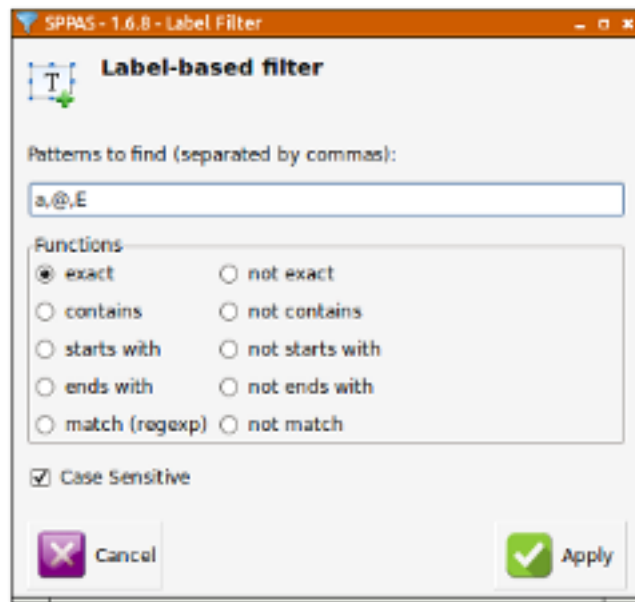 SPPAS - 1.6.8 - Label Filter
T
Label-based filter
Patterns to find (separated by commas):
a,@,E
Functions
exact not exact
contains not contains
starts with not starts with
ends with not ends with
match (regexp) not match
Case Sensitive
Cancel Apply